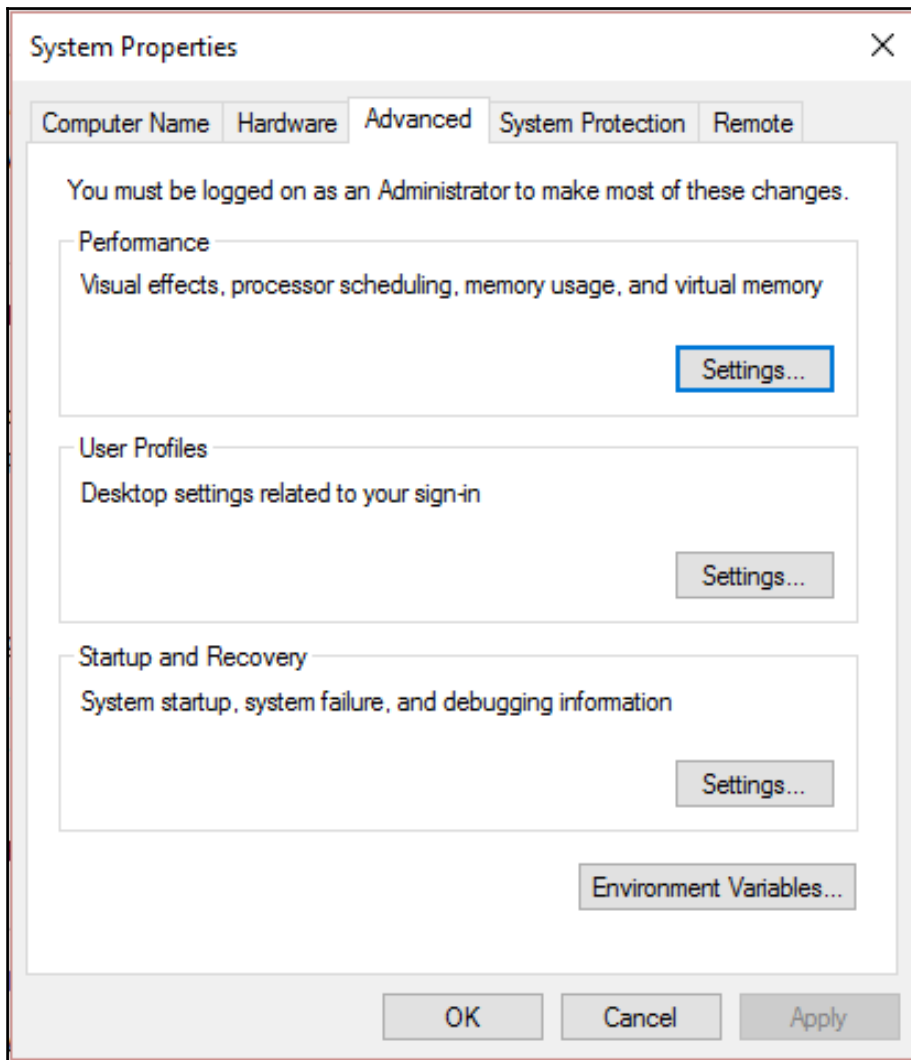 System Properties
Computer Name Hardware Advanced System Protection Remote
You must be logged on as an Administrator to make most of these changes.
Performance
Visual effects, processor scheduling, memory usage, and virtual memory
Settings...
User Profiles
Desktop settings related to your sign-in
Settings...
Startup and Recovery
System startup, system failure, and debugging information
Settings...
Environment Variables...
OK Cancel Apply